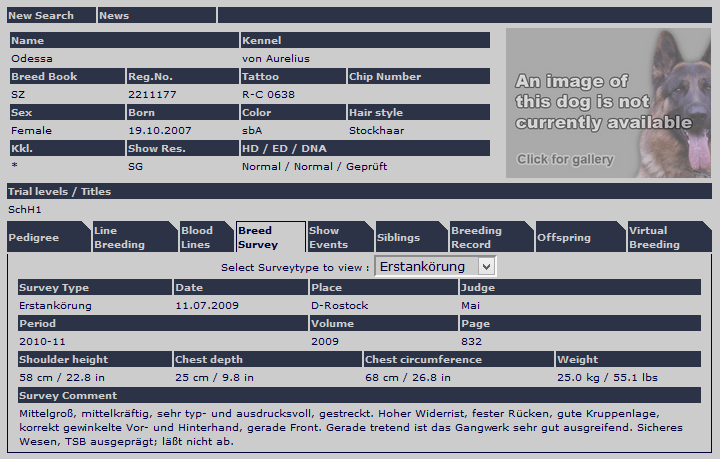 New Search News
Name Kennel
Odessa von Aurelius
Breed Book Reg.No. Tattoo Chip Number
SZ 2211177 R-C 0638
Sex Born Color Hair style
Female 19.10.2007 sbA Stockhaar
Kkl. Show Res. HD / ED / DNA
* SG Normal / Normal / Geprüft
An image of
this dog is not
currently available
Click for gallery
Trial levels / Titles
SchH1
Pedigree Line Breeding Blood Lines Breed Survey Show Events Siblings Breeding Record Offspring Virtual Breeding
Select Surveytype to view : Erstankörung
Survey Type Date Place Judge
Erstankörung 11.07.2009 D-Rostock Mai
Period Volume Page
2010-11 2009 832
Shoulder height Chest depth Chest circumference Weight
58 cm / 22.8 in 25 cm / 9.8 in 68 cm / 26.8 in 25.0 kg / 55.1 lbs
Survey Comment
Mittelgroß, mittelkräftig, sehr typ- und ausdrucksvoll, gestreckt. Hoher Widerrist, fester Rücken, gute Kruppenlage,
korrekt gewinkelte Vor- und Hinterhand, gerade Front. Gerade tretend ist das Gangwerk sehr gut ausgreifend. Sicheres
Wesen, TSB ausgeprägt; läßt nicht ab.